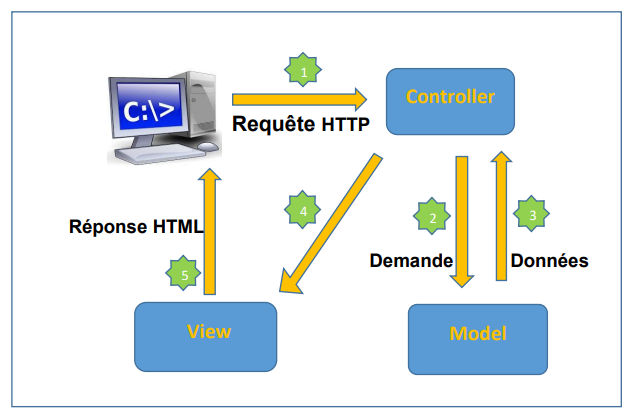 1
C:\>
Controller
Requête HTTP
4
2
3
Réponse HTML
Demande
Données
5
View
Model